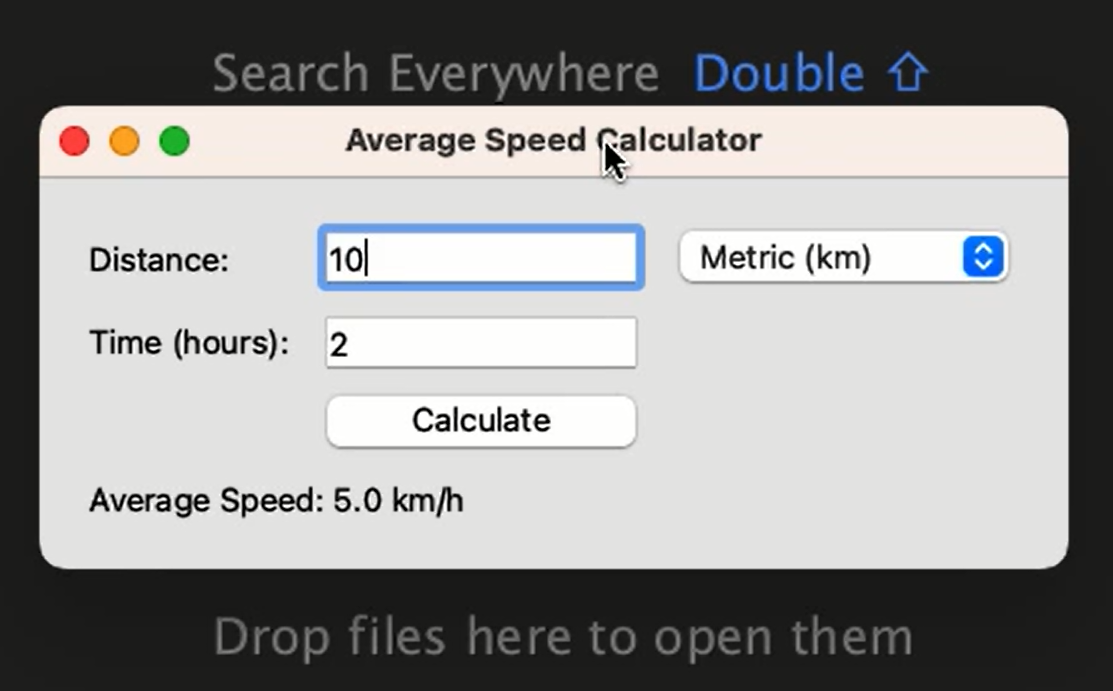 Search Everywhere Double ⇧
Average Speed Calculator
Distance: 10 Metric (km)
Time (hours): 2
Calculate
Average Speed: 5.0 km/h
Drop files here to open them